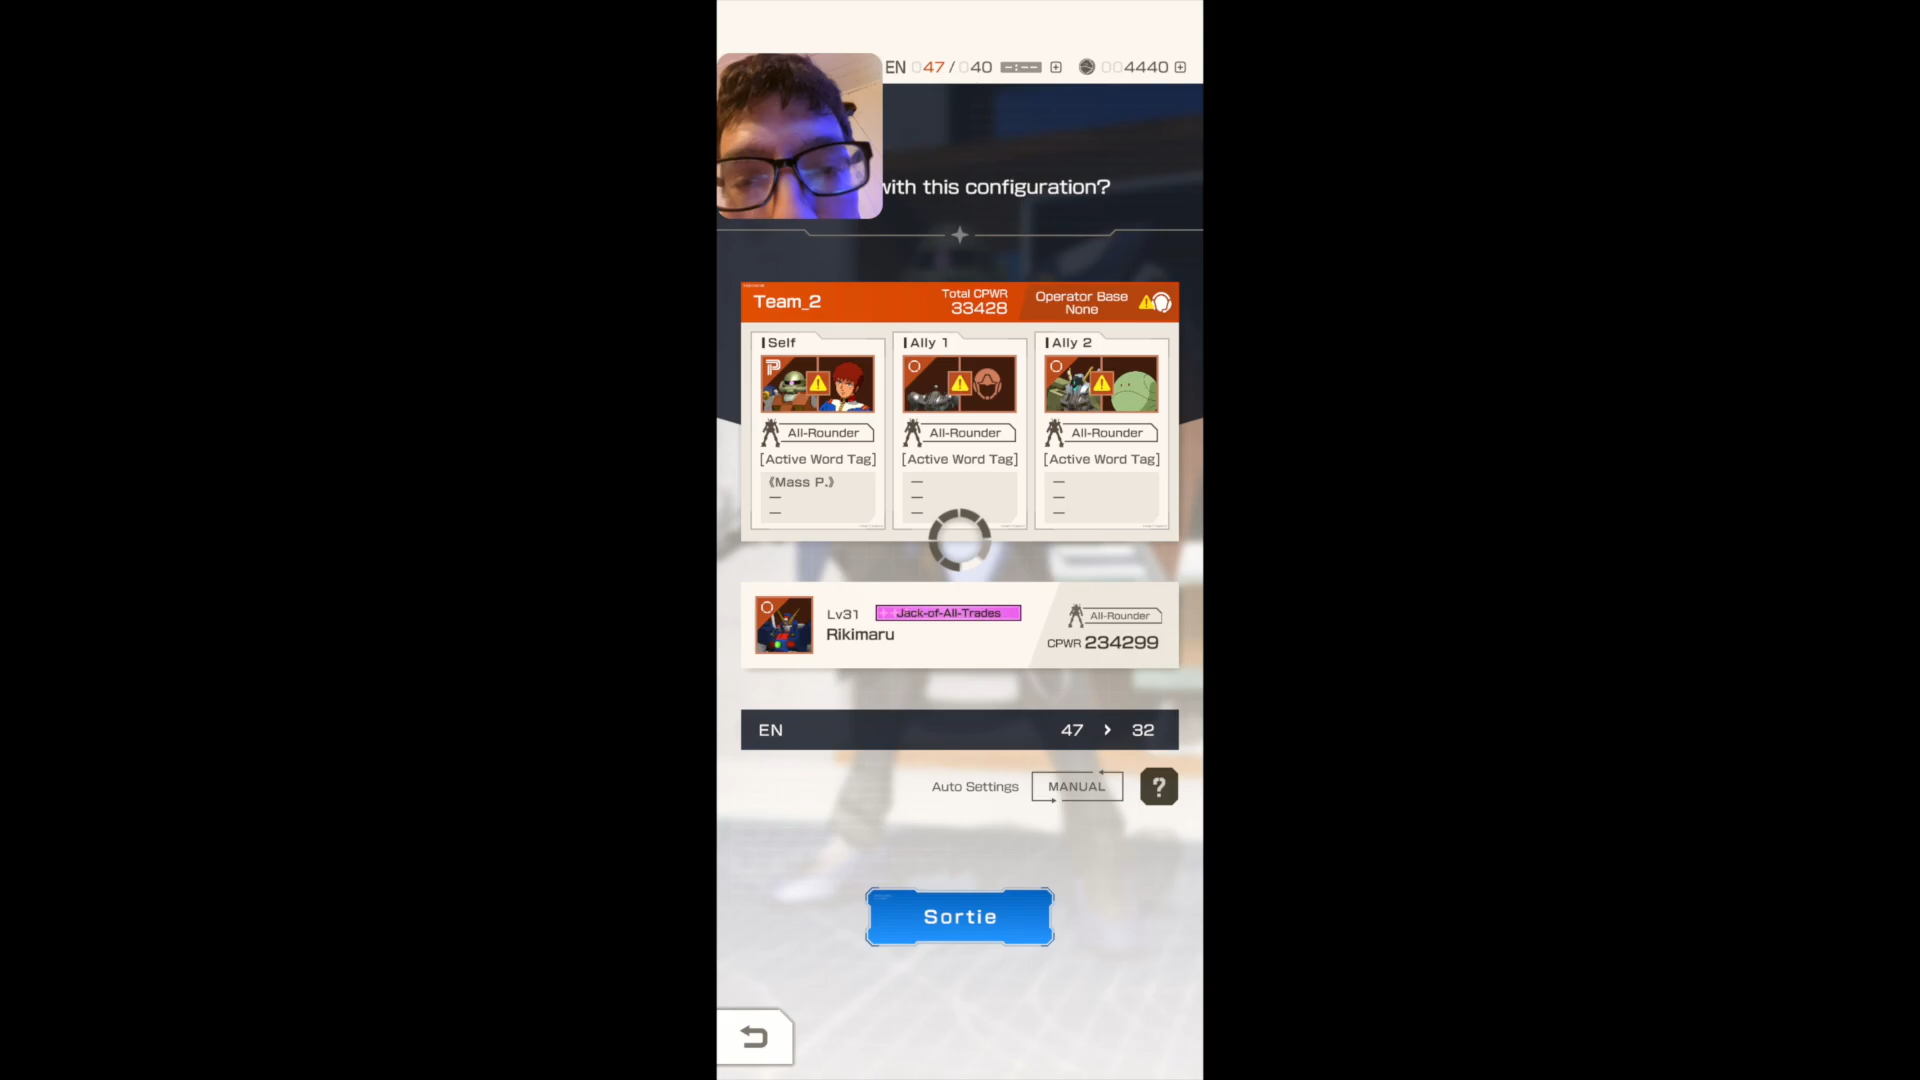 EN 047/040 --:-- 004440
with this configuration?
Team_2
Total CPWR
33428
Operator Base
None
Self
Ally 1
Ally 2
P
All-Rounder
All-Rounder
All-Rounder
[Active Word Tag]
[Active Word Tag]
[Active Word Tag]
《Mass P.》
—
—
—
—
—
—
—
—
Lv31
Jack-of-All-Trades
Rikimaru
All-Rounder
CPWR 234299
EN 47 > 32
Auto Settings
MANUAL
?
Sortie